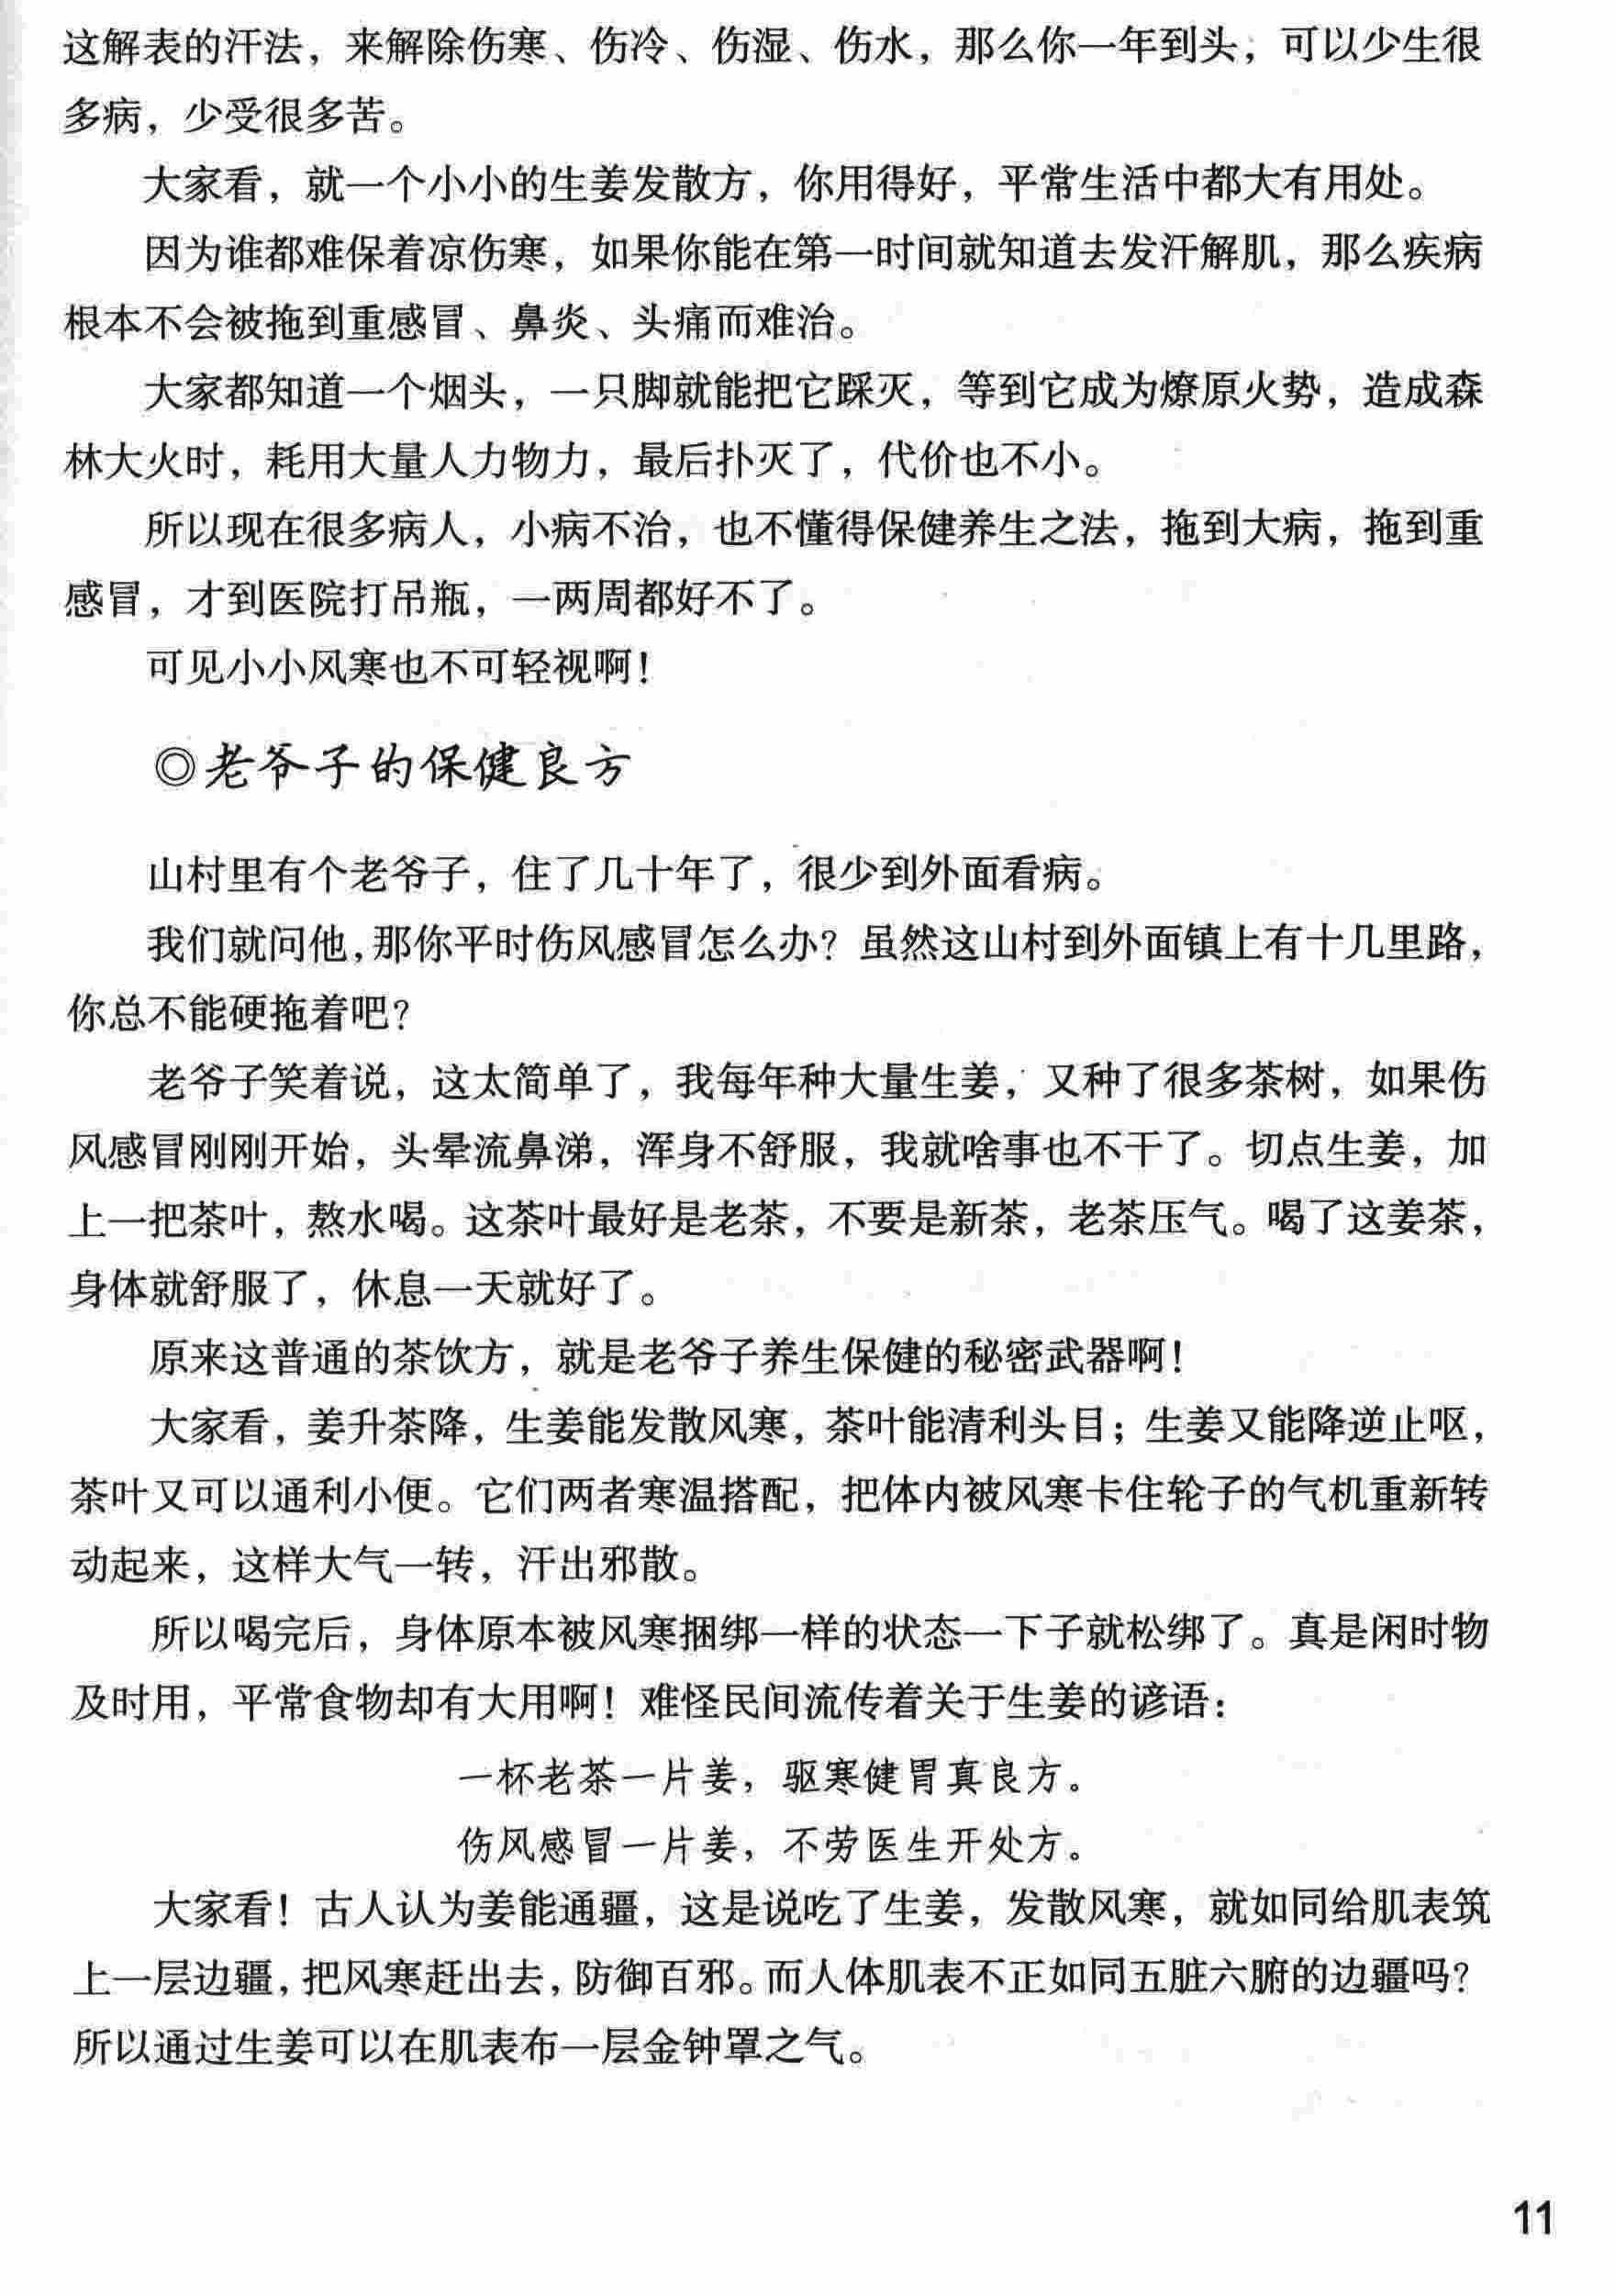 这解表的汗法，来解除伤寒、伤冷、伤湿、伤水，那么你一年到头，可以少生很
多病，少受很多苦。
大家看，就一个小小的生姜发散方，你用得好，平常生活中都大有用处。
因为谁都难保着凉伤寒，如果你能在第一时间就知道去发汗解肌，那么疾病
根本不会被拖到重感冒、鼻炎、头痛而难治。
大家都知道一个烟头，一只脚就能把它踩灭，等到它成为燎原火势，造成森
林大火时，耗用大量人力物力，最后扑灭了，代价也不小。
所以现在很多病人，小病不治，也不懂得保健养生之法，拖到大病，拖到重
感冒，才到医院打吊瓶，一两周都好不了。
可见小小风寒也不可轻视啊！
◎老爷子的保健良方
山村里有个老爷子，住了几十年了，很少到外面看病。
我们就问他，那你平时伤风感冒怎么办？虽然这山村到外面镇上有十几里路，
你总不能硬拖着吧？
老爷子笑着说，这太简单了，我每年种大量生姜，又种了很多茶树，如果伤
风感冒刚刚开始，头晕流鼻涕，浑身不舒服，我就啥事也不干了。切点生姜，加
上一把茶叶，熬水喝。这茶叶最好是老茶，不要是新茶，老茶压气。喝了这姜茶，
身体就舒服了，休息一天就好了。
原来这普通的茶饮方，就是老爷子养生保健的秘密武器啊！
大家看，姜升茶降，生姜能发散风寒，茶叶能清利头目；生姜又能降逆止呕，
茶叶又可以通利小便。它们两者寒温搭配，把体内被风寒卡住轮子的气机重新转
动起来，这样大气一转，汗出邪散。
所以喝完后，身体原本被风寒捆绑一样的状态一下子就松绑了。真是闲时物
及时用，平常食物却有大用啊！难怪民间流传着关于生姜的谚语：
一杯老茶一片姜，驱寒健胃真良方。
伤风感冒一片姜，不劳医生开处方。
大家看！古人认为姜能通疆，这是说吃了生姜，发散风寒，就如同给肌表筑
上一层边疆，把风寒赶出去，防御百邪。而人体肌表不正如同五脏六腑的边疆吗？
所以通过生姜可以在肌表布一层金钟罩之气。
11